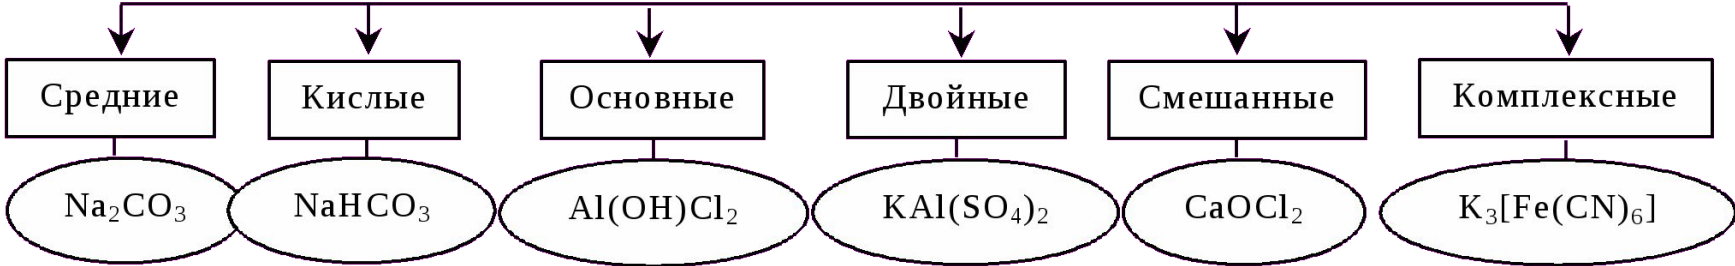 Средние Кислые Основные Двойные Смешанные Комплексные
Na₂CO₃ NaHCO₃ Al(OH)Cl₂ KAl(SO₄)₂ CaOCl₂ K₃[Fe(CN)₆]